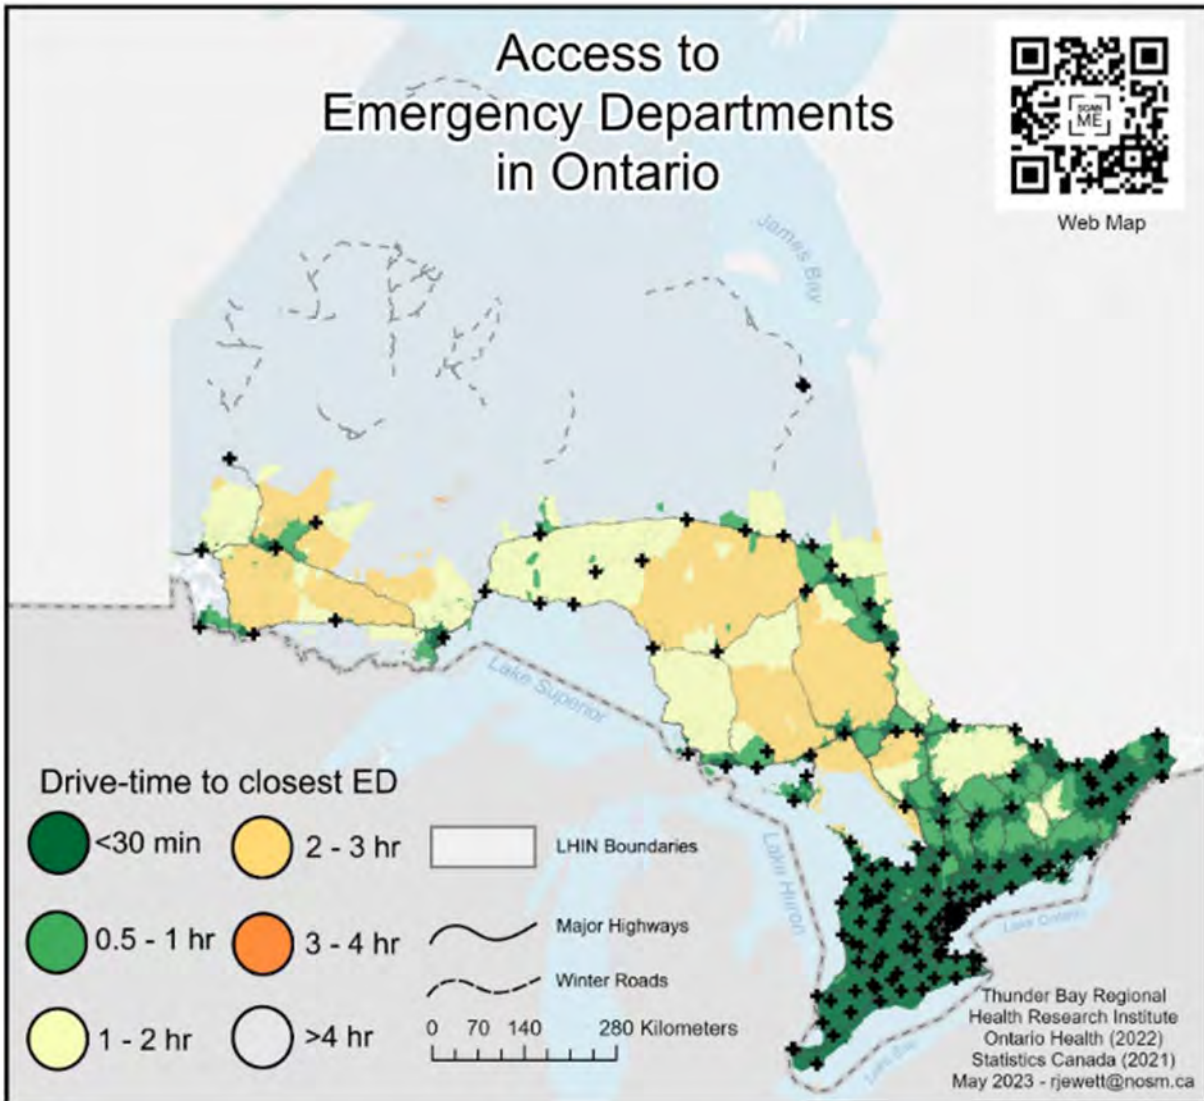 Access to
Emergency Departments
in Ontario
SCAN
ME
Web Map
James Bay
Lake Superior
Lake Huron
Lake Ontario
Drive-time to closest ED
<30 min
2 - 3 hr
LHIN Boundaries
0.5 - 1 hr
3 - 4 hr
Major Highways
Winter Roads
1 - 2 hr
>4 hr
0 70 140 280 Kilometers
Thunder Bay Regional
Health Research Institute
Ontario Health (2022)
Statistics Canada (2021)
May 2023 - rjewett@nosm.ca